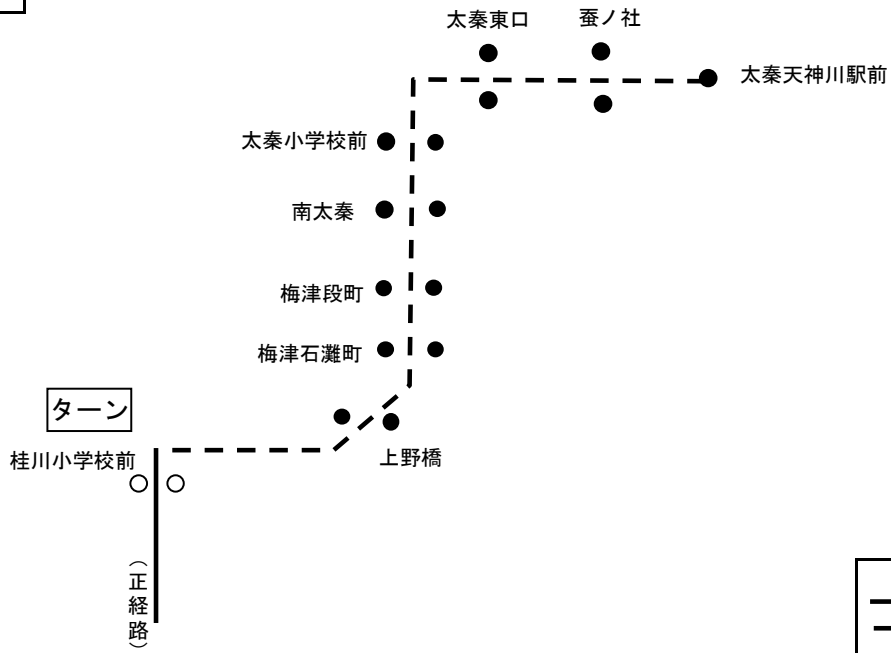 太秦東口
蚕ノ社
太秦天神川駅前
太秦小学校前
南太秦
梅津段町
梅津石灘町
ターン
桂川小学校前
上野橋
（正経路）